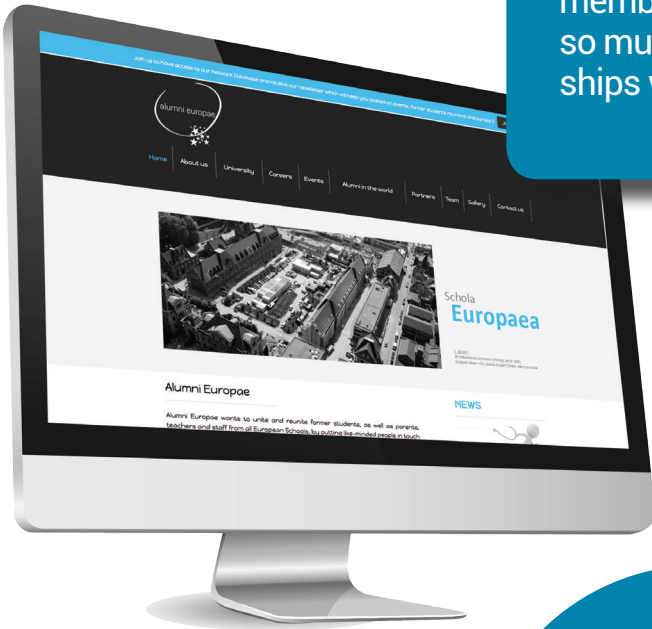 memb
so mu
ships w
Join us to have access to our Network Database and receive our newsletter which will keep you posted on events, former students reunions and parties !
alumni europae
Home About us University Careers Events Alumni in the world Partners Team Gallery Contact us
Schola
Europaea
Laken
Alumni Europae
NEWS
Alumni Europae wants to unite and reunite former students, as well as parents,
teachers and staff from all European Schools, by putting like-minded people in touch